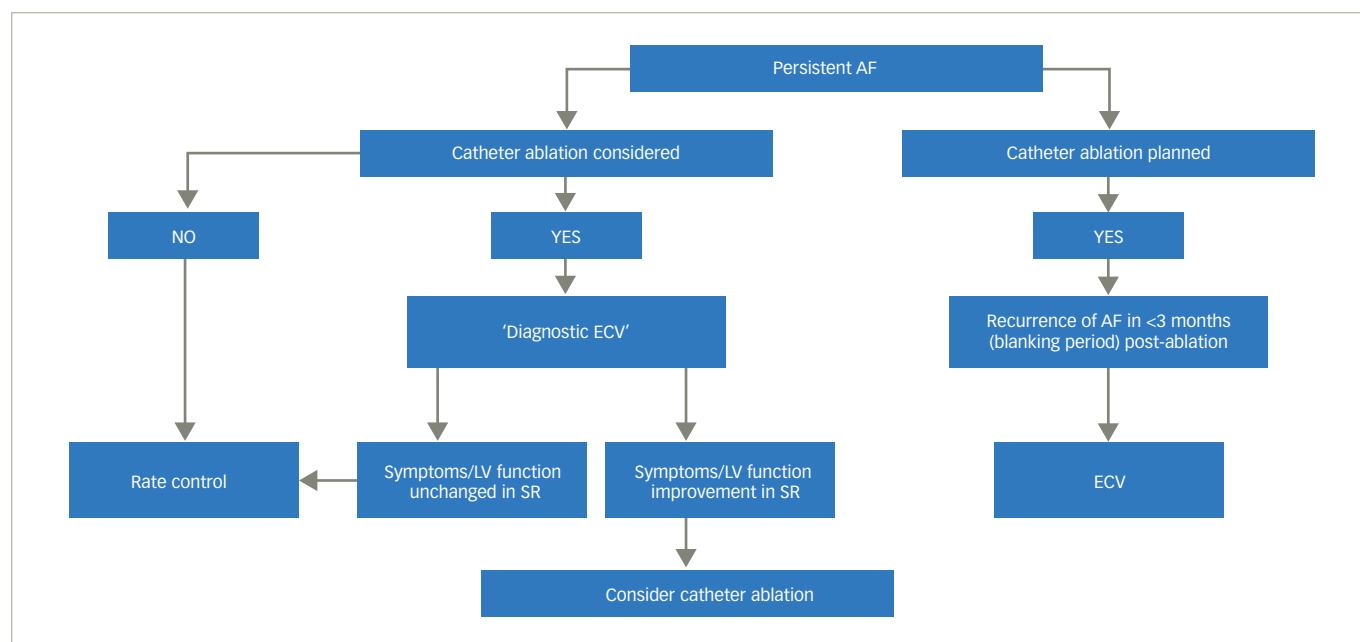 Persistent AF
Catheter ablation considered
Catheter ablation planned
NO
YES
YES
‘Diagnostic ECV’
Recurrence of AF in <3 months
(blanking period) post-ablation
Rate control
Symptoms/LV function
unchanged in SR
Symptoms/LV function
improvement in SR
ECV
Consider catheter ablation